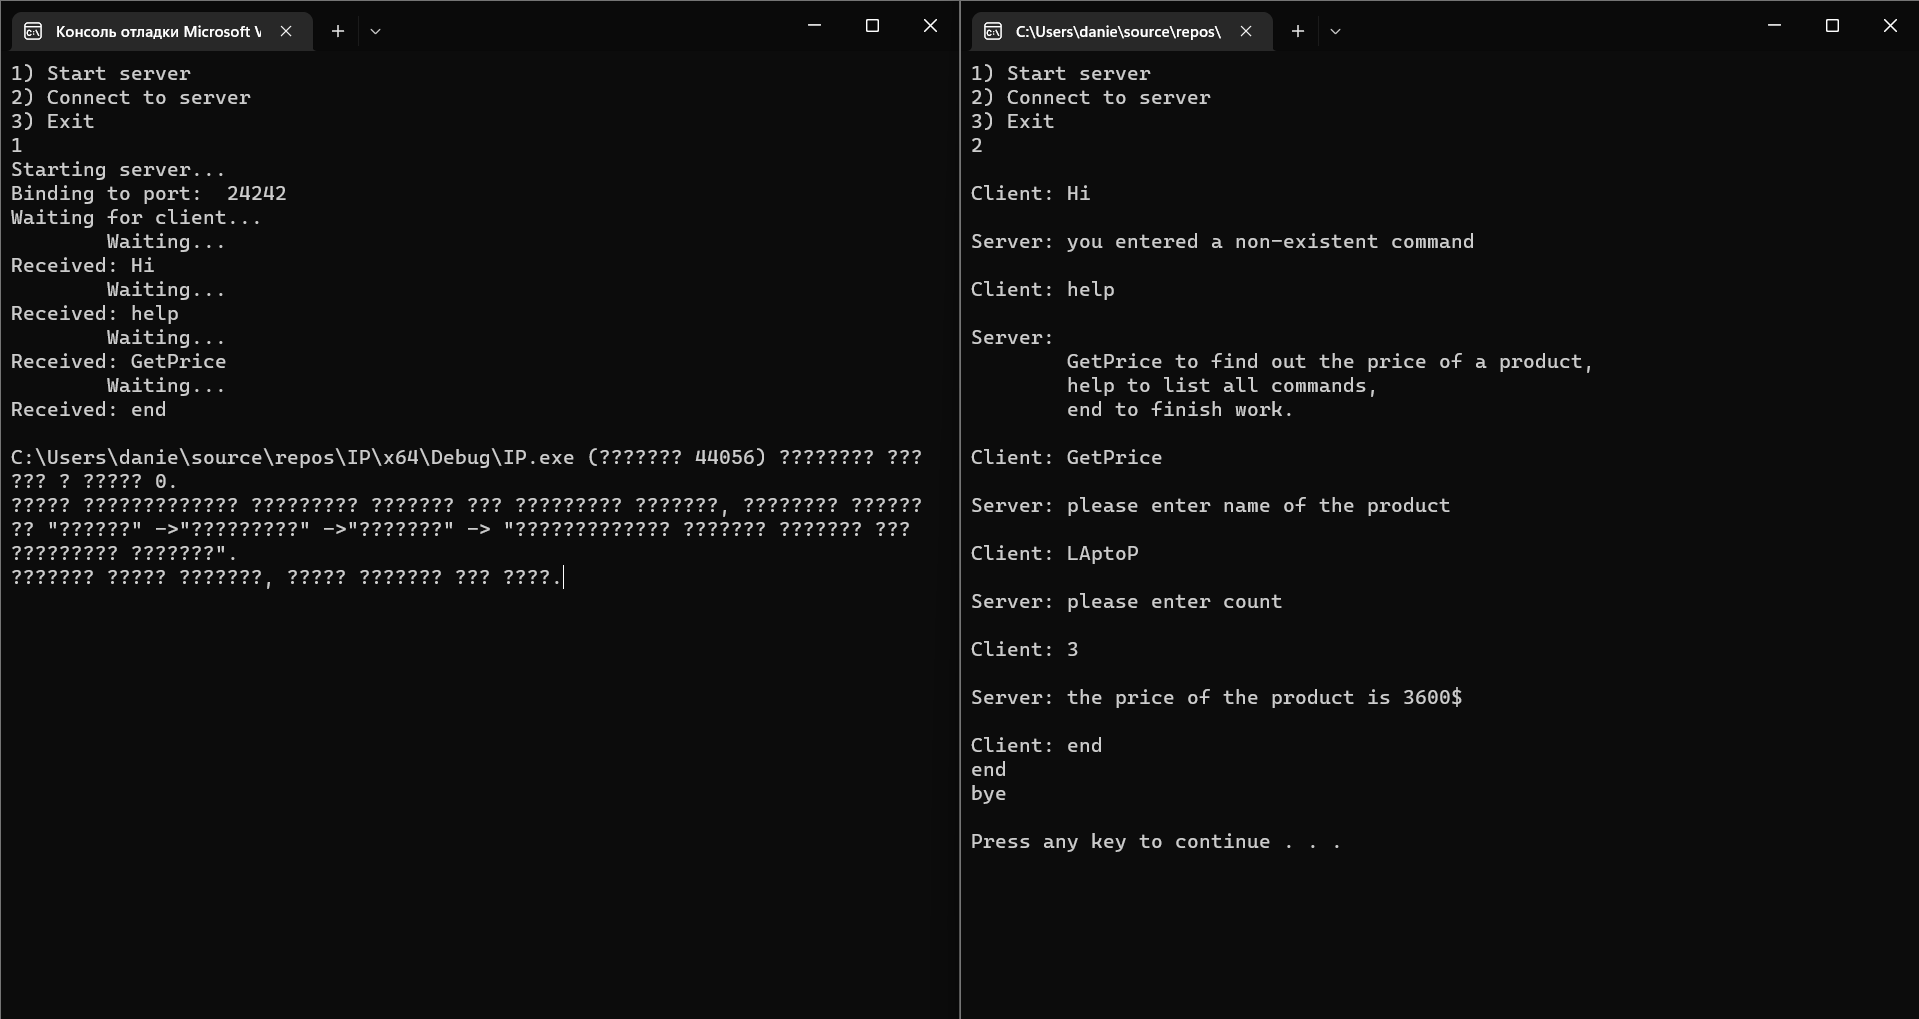 Консоль отладки Microsoft V
1) Start server
2) Connect to server
3) Exit
1
Starting server...
Binding to port:  24242
Waiting for client...
Waiting...
Received: Hi
Waiting...
Received: help
Waiting...
Received: GetPrice
Waiting...
Received: end
C:\Users\danie\source\repos\IP\x64\Debug\IP.exe (??????? 44056) ???????? ???
??? ? ????? 0.
????? ????????????? ????????? ??????? ??? ????????? ???????, ???????? ??????
?? "??????" ->"?????????" ->"???????" -> "????????????? ??????? ??????? ???
????????? ???????".
??????? ????? ???????, ????? ??????? ??? ????.
C:\Users\danie\source\repos\
1) Start server
2) Connect to server
3) Exit
2
Client: Hi
Server: you entered a non-existent command
Client: help
Server:
GetPrice to find out the price of a product,
help to list all commands,
end to finish work.
Client: GetPrice
Server: please enter name of the product
Client: LAptoP
Server: please enter count
Client: 3
Server: the price of the product is 3600$
Client: end
end
bye
Press any key to continue . . .